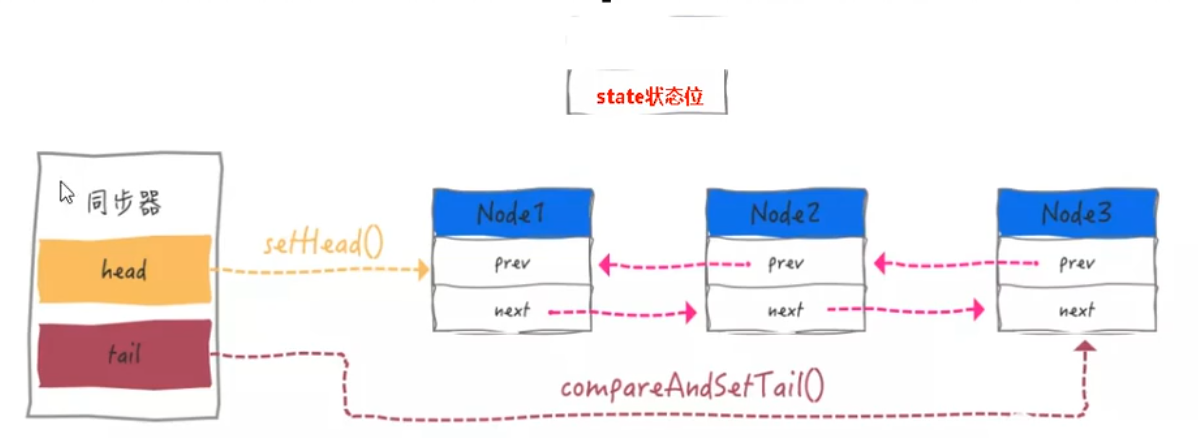 state状态位
同步器
head
tail
setHead()
Node1
prev
next
Node2
prev
next
Node3
prev
next
compareAndSetTail()